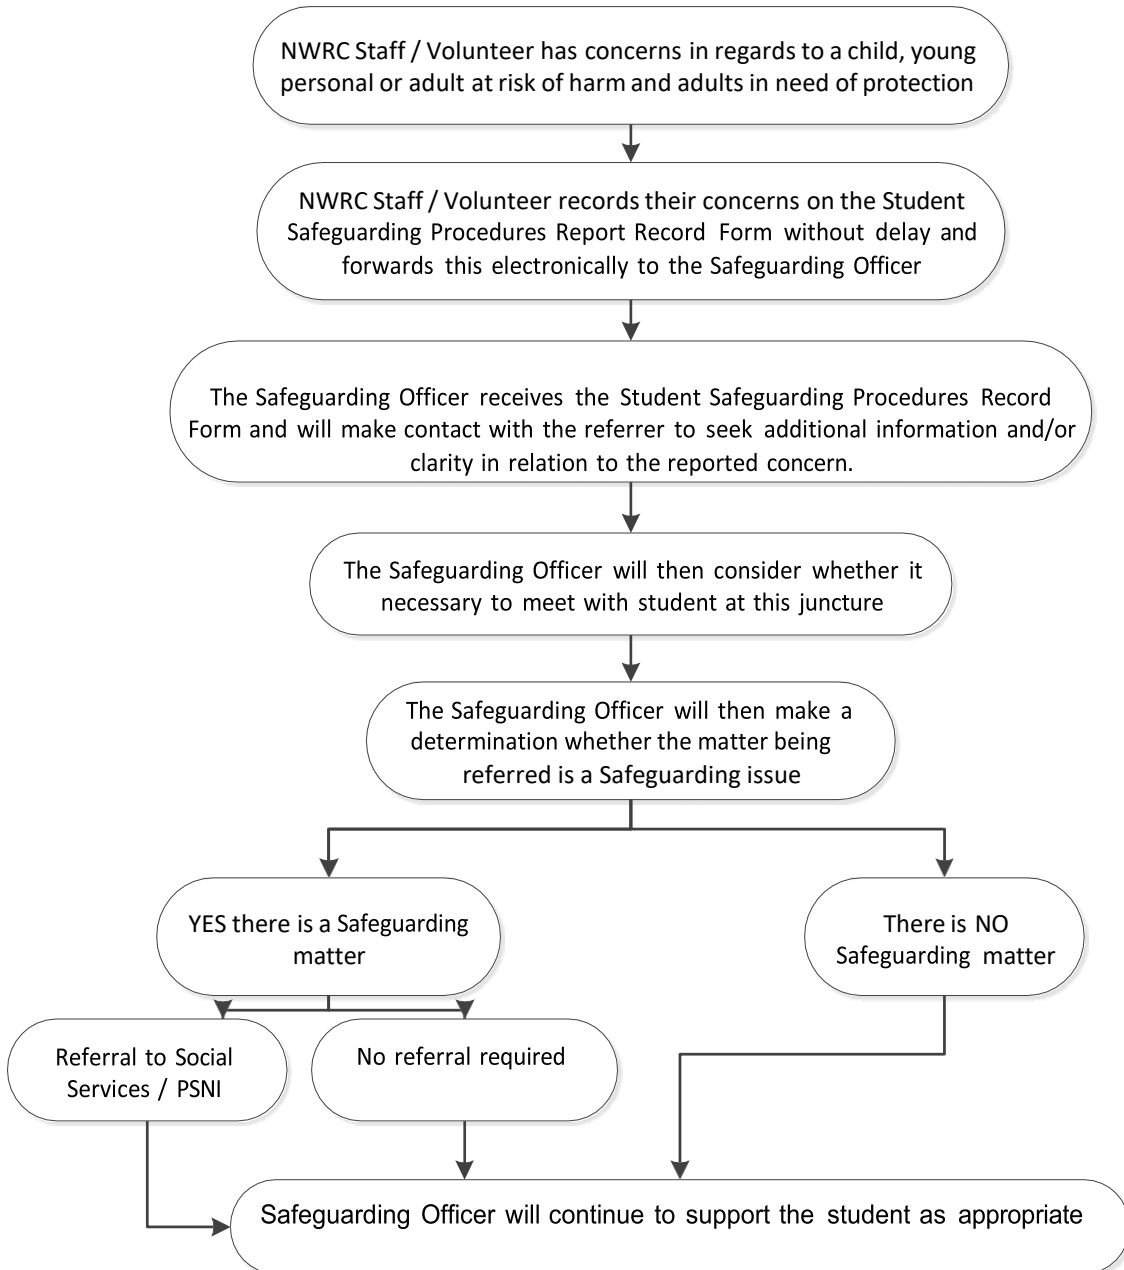 NWRC Staff / Volunteer has concerns in regards to a child, young
personal or adult at risk of harm and adults in need of protection
NWRC Staff / Volunteer records their concerns on the Student
Safeguarding Procedures Report Record Form without delay and
forwards this electronically to the Safeguarding Officer
The Safeguarding Officer receives the Student Safeguarding Procedures Record
Form and will make contact with the referrer to seek additional information and/or
clarity in relation to the reported concern.
The Safeguarding Officer will then consider whether it
necessary to meet with student at this juncture
The Safeguarding Officer will then make a
determination whether the matter being
referred is a Safeguarding issue
YES there is a Safeguarding
matter
There is NO
Safeguarding matter
Referral to Social
Services / PSNI
No referral required
Safeguarding Officer will continue to support the student as appropriate